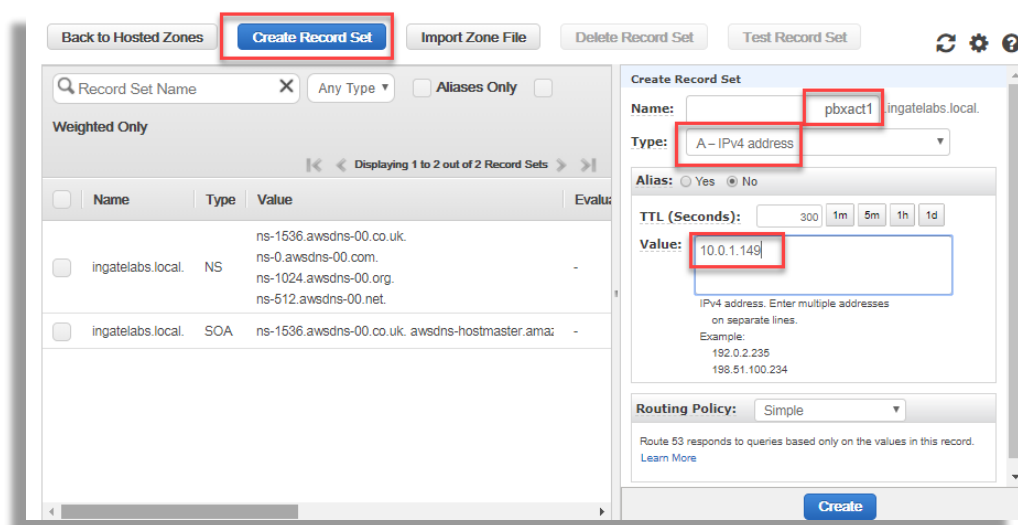 Back to Hosted Zones Create Record Set Import Zone File Delete Record Set Test Record Set
Record Set Name Any Type Aliases Only
Weighted Only
Displaying 1 to 2 out of 2 Record Sets
Name Type Value Evalua
ingatelabs.local. NS ns-1536.awsdns-00.co.uk.
ns-0.awsdns-00.com.
ns-1024.awsdns-00.org.
ns-512.awsdns-00.net.
-
ingatelabs.local. SOA ns-1536.awsdns-00.co.uk. awsdns-hostmaster.amaz -
Create Record Set
Name: pbxact1 .ingatelabs.local.
Type: A – IPv4 address
Alias: Yes No
TTL (Seconds): 300 1m 5m 1h 1d
Value: 10.0.1.149
IPv4 address. Enter multiple addresses
on separate lines.
Example:
192.0.2.235
198.51.100.234
Routing Policy: Simple
Route 53 responds to queries based only on the values in this record.
Learn More
Create